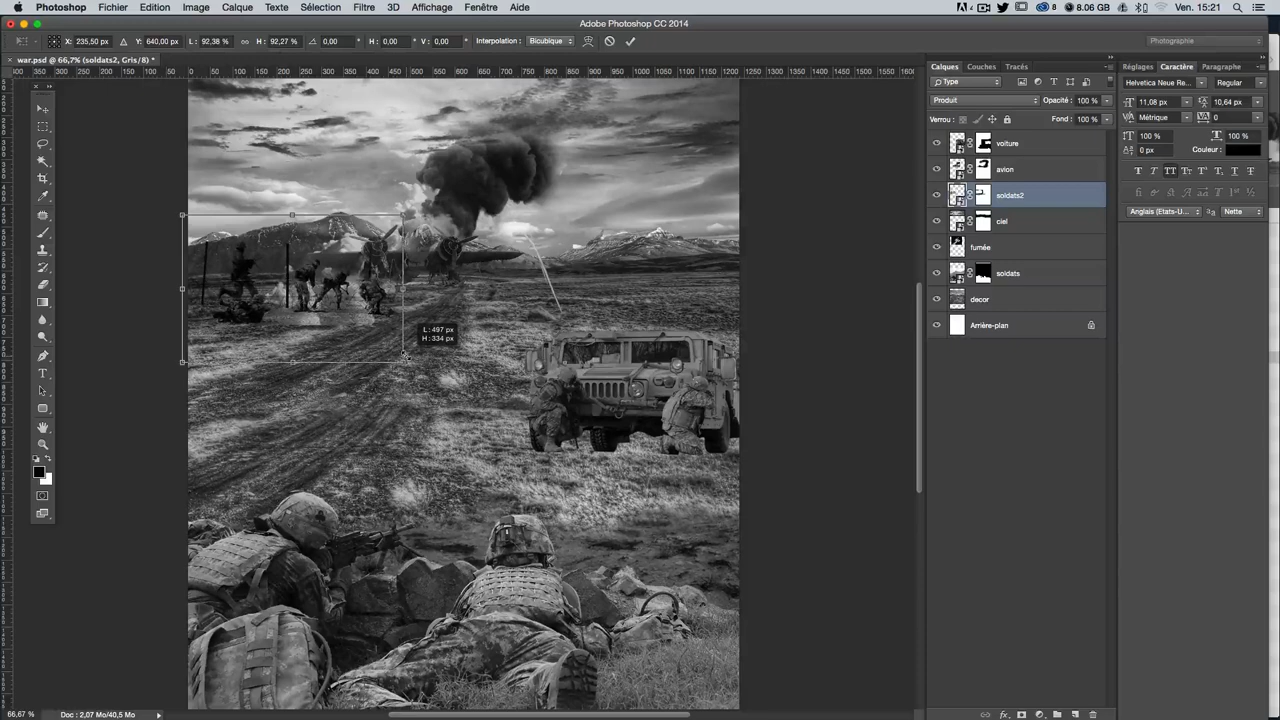 Photoshop Fichier Edition Image Calque Texte Sélection Filtre 3D Affichage Fenêtre Aide
8 8.06 GB Ven. 15:21
Adobe Photoshop CC 2014
X: 235,50 px Y: 640,00 px L: 92,38 % H: 92,27 % 0,00 ° H: 0,00 ° V: 0,00 ° Interpolation : Bicubique
Photographie
war.psd @ 66,7% (soldats2, Gris/8) *
Calques Couches Tracés
Réglages Caractère Paragraphe
Type
Helvetica Neue Re... Regular
Produit Opacité : 100 %
11,08 px 10,64 px
Verrou : Fond : 100 %
Métrique 0
100 % 100 %
0 px Couleur :
voiture
avion
soldats2
ciel
fumée
soldats
decor
Arrière-plan
Anglais (Etats-U... Nette
L : 497 px
H : 334 px
66,67 % Doc : 2,07 Mo/40,5 Mo